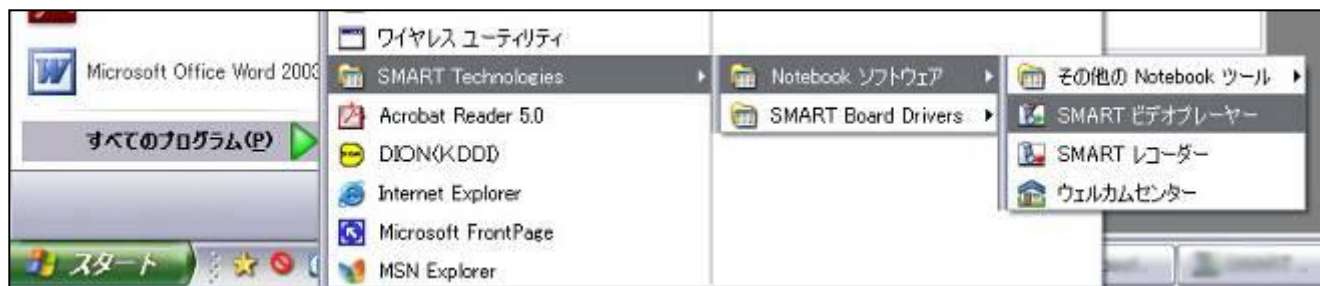 Microsoft Office Word 2003
すべてのプログラム(P)
スタート
ワイヤレス ユーティリティ
SMART Technologies
Acrobat Reader 5.0
DION(KDDI)
Internet Explorer
Microsoft FrontPage
MSN Explorer
Notebook ソフトウェア
SMART Board Drivers
その他の Notebook ツール
SMART ビデオプレーヤー
SMART レコーダー
ウェルカムセンター